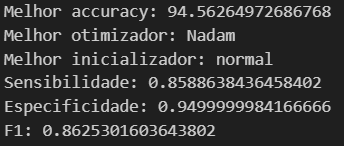 Melhor accuracy: 94.56264972686768
Melhor otimizador: Nadam
Melhor inicializador: normal
Sensibilidade: 0.8588638436458402
Especificidade: 0.9499999984166666
F1: 0.8625301603643802